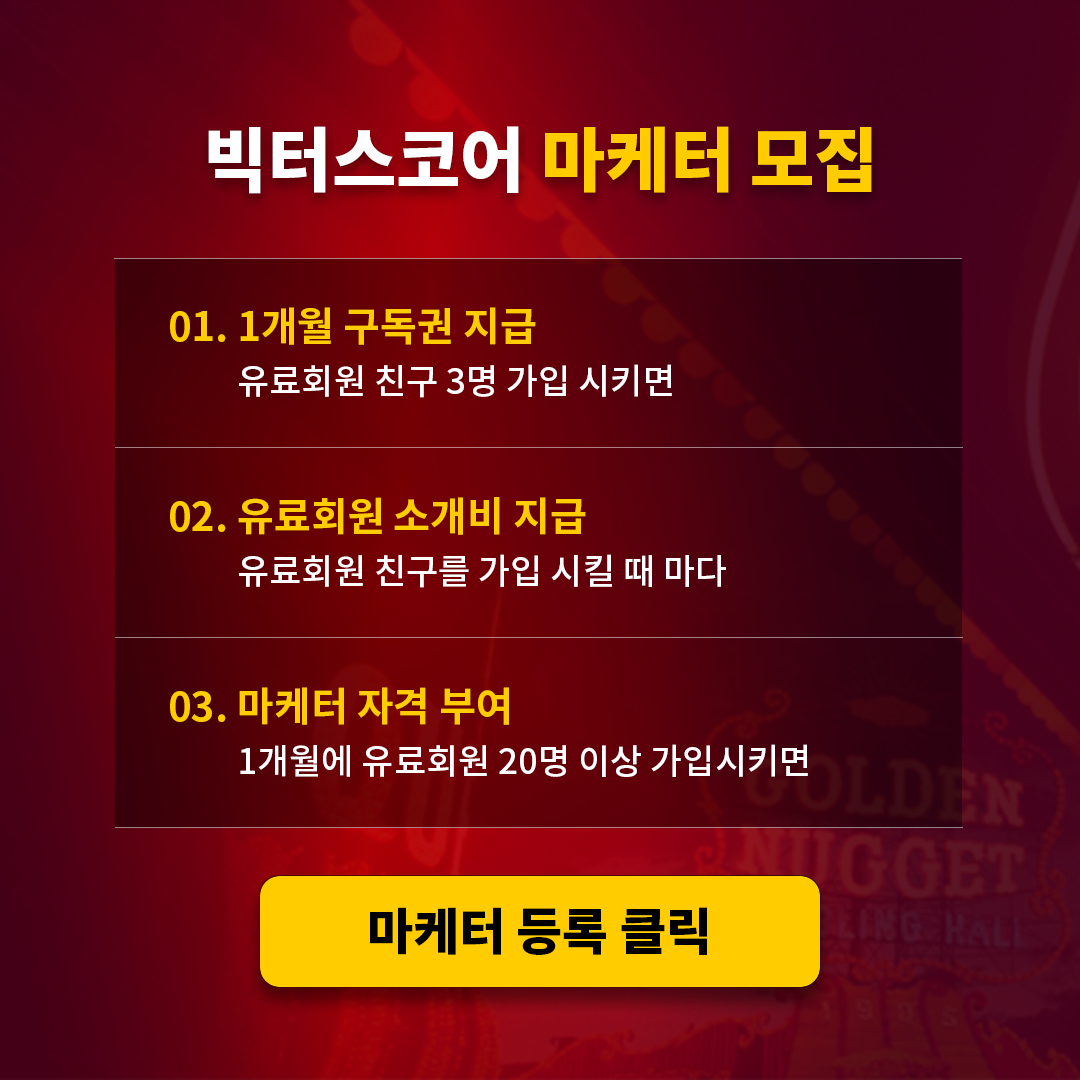 빅터스코어 마케터 모집
01. 1개월 구독권 지급
유료회원 친구 3명 가입 시키면
02. 유료회원 소개비 지급
유료회원 친구를 가입 시킬 때 마다
03. 마케터 자격 부여
1개월에 유료회원 20명 이상 가입시키면
GOLDEN
NUGGET
HALL
마케터 등록 클릭
1905